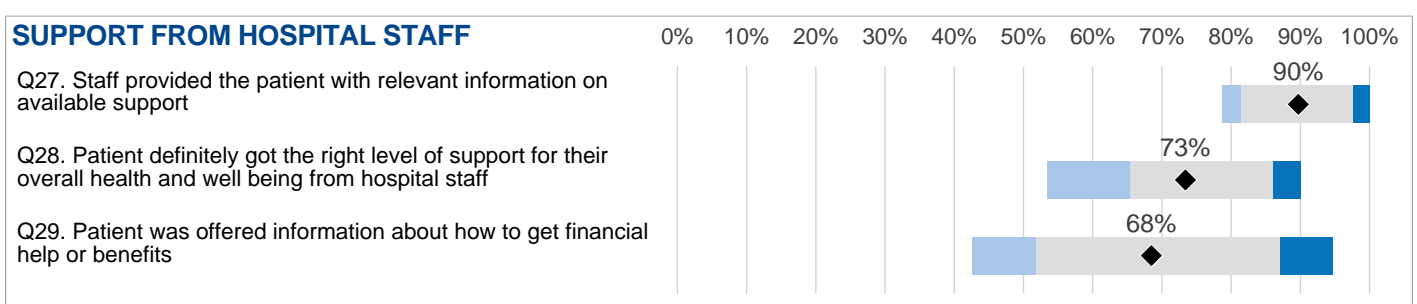 SUPPORT FROM HOSPITAL STAFF
0% 10% 20% 30% 40% 50% 60% 70% 80% 90% 100%
Q27. Staff provided the patient with relevant information on
available support
90%
Q28. Patient definitely got the right level of support for their
overall health and well being from hospital staff
73%
Q29. Patient was offered information about how to get financial
help or benefits
68%